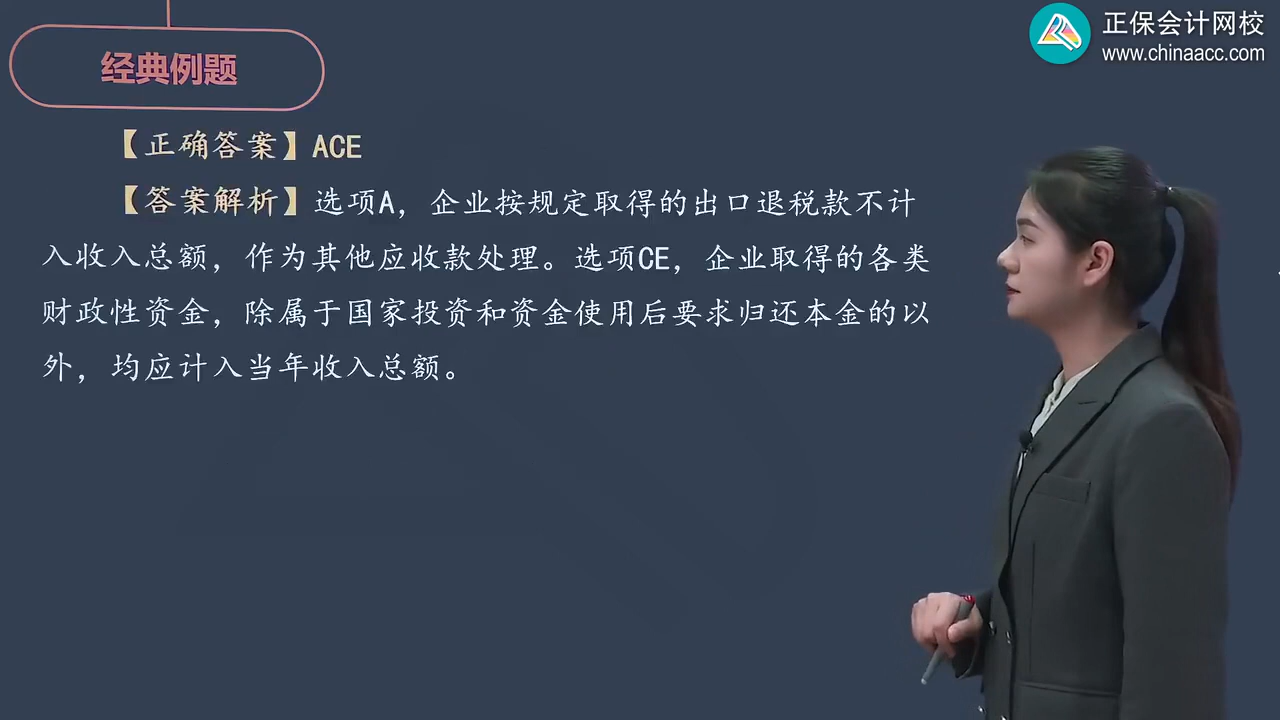 正保会计网校
www.chinaacc.com
经典例题
【正确答案】ACE
【答案解析】选项A，企业按规定取得的出口退税款不计
入收入总额，作为其他应收款处理。选项CE，企业取得的各类
财政性资金，除属于国家投资和资金使用后要求归还本金的以
外，均应计入当年收入总额。